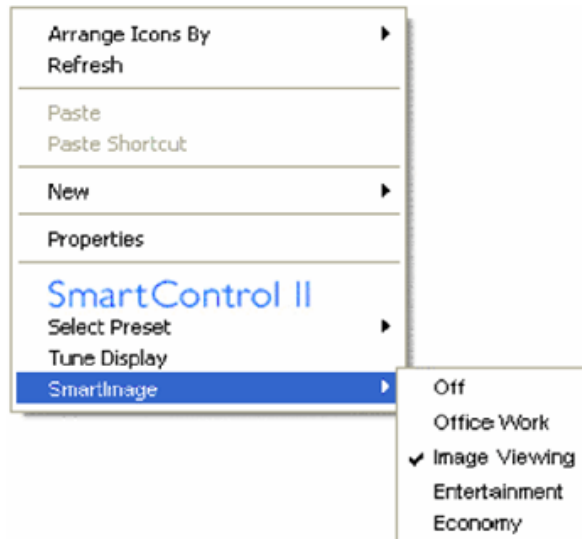 Arrange Icons By
Refresh
Paste
Paste Shortcut
New
Properties
SmartControl II
Select Preset
Tune Display
SmartImage
Off
Office Work
Image Viewing
Entertainment
Economy